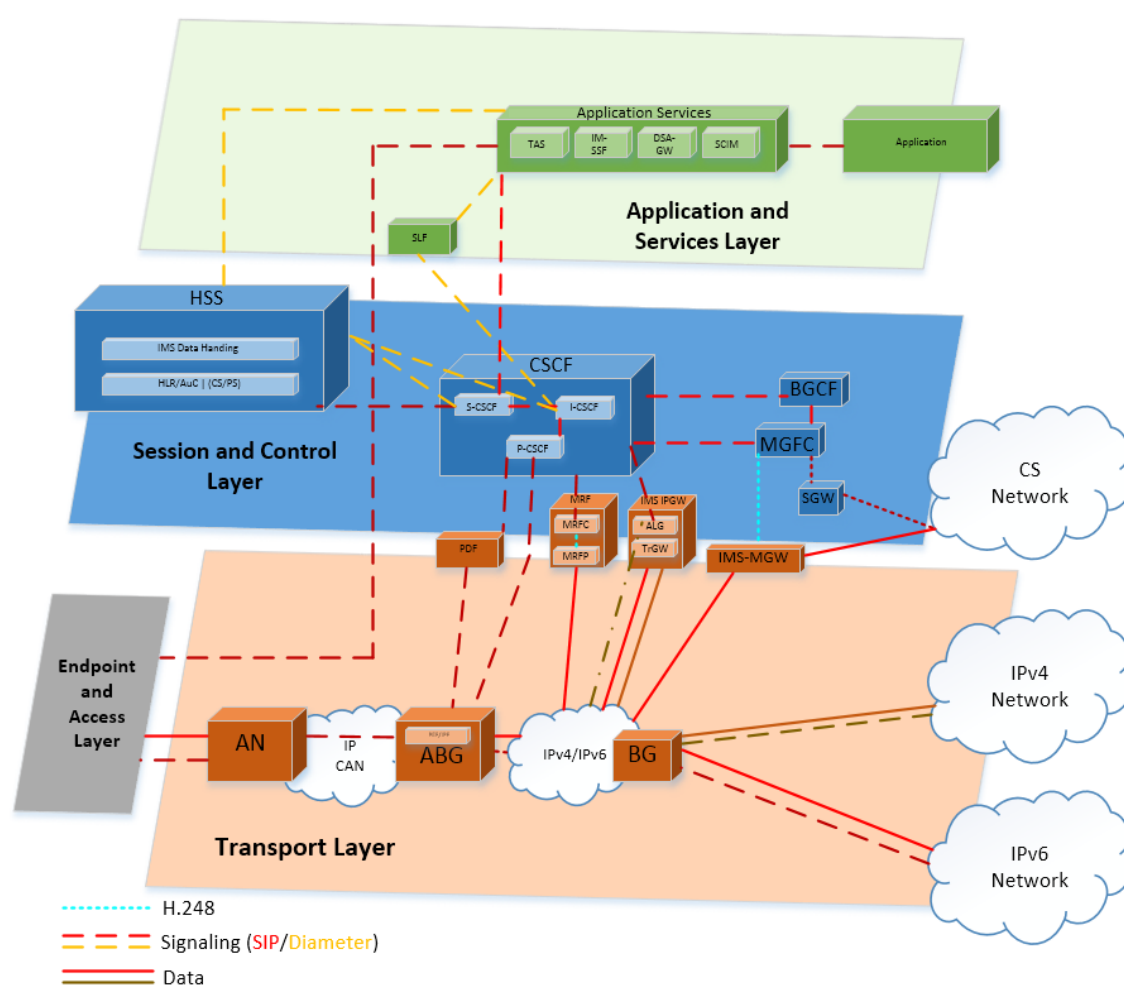 Application Services
TAS
IM-
SSF
DSA-
GW
SCIM
Application
Application and
Services Layer
SLF
HSS
IMS Data Handing
HLR/AuC | (CS/PS)
CSCF
S-CSCF
I-CSCF
P-CSCF
BGCF
MGFC
SGW
Session and Control
Layer
CS
Network
MRF
MRFC
MRFP
IMS IPGW
ALG
TrGW
PDF
IMS-MGW
Endpoint
and
Access
Layer
AN
IP
CAN
ABG
IPv4/IPv6
BG
IPv4
Network
IPv6
Network
Transport Layer
H.248
Signaling (SIP/Diameter)
Data